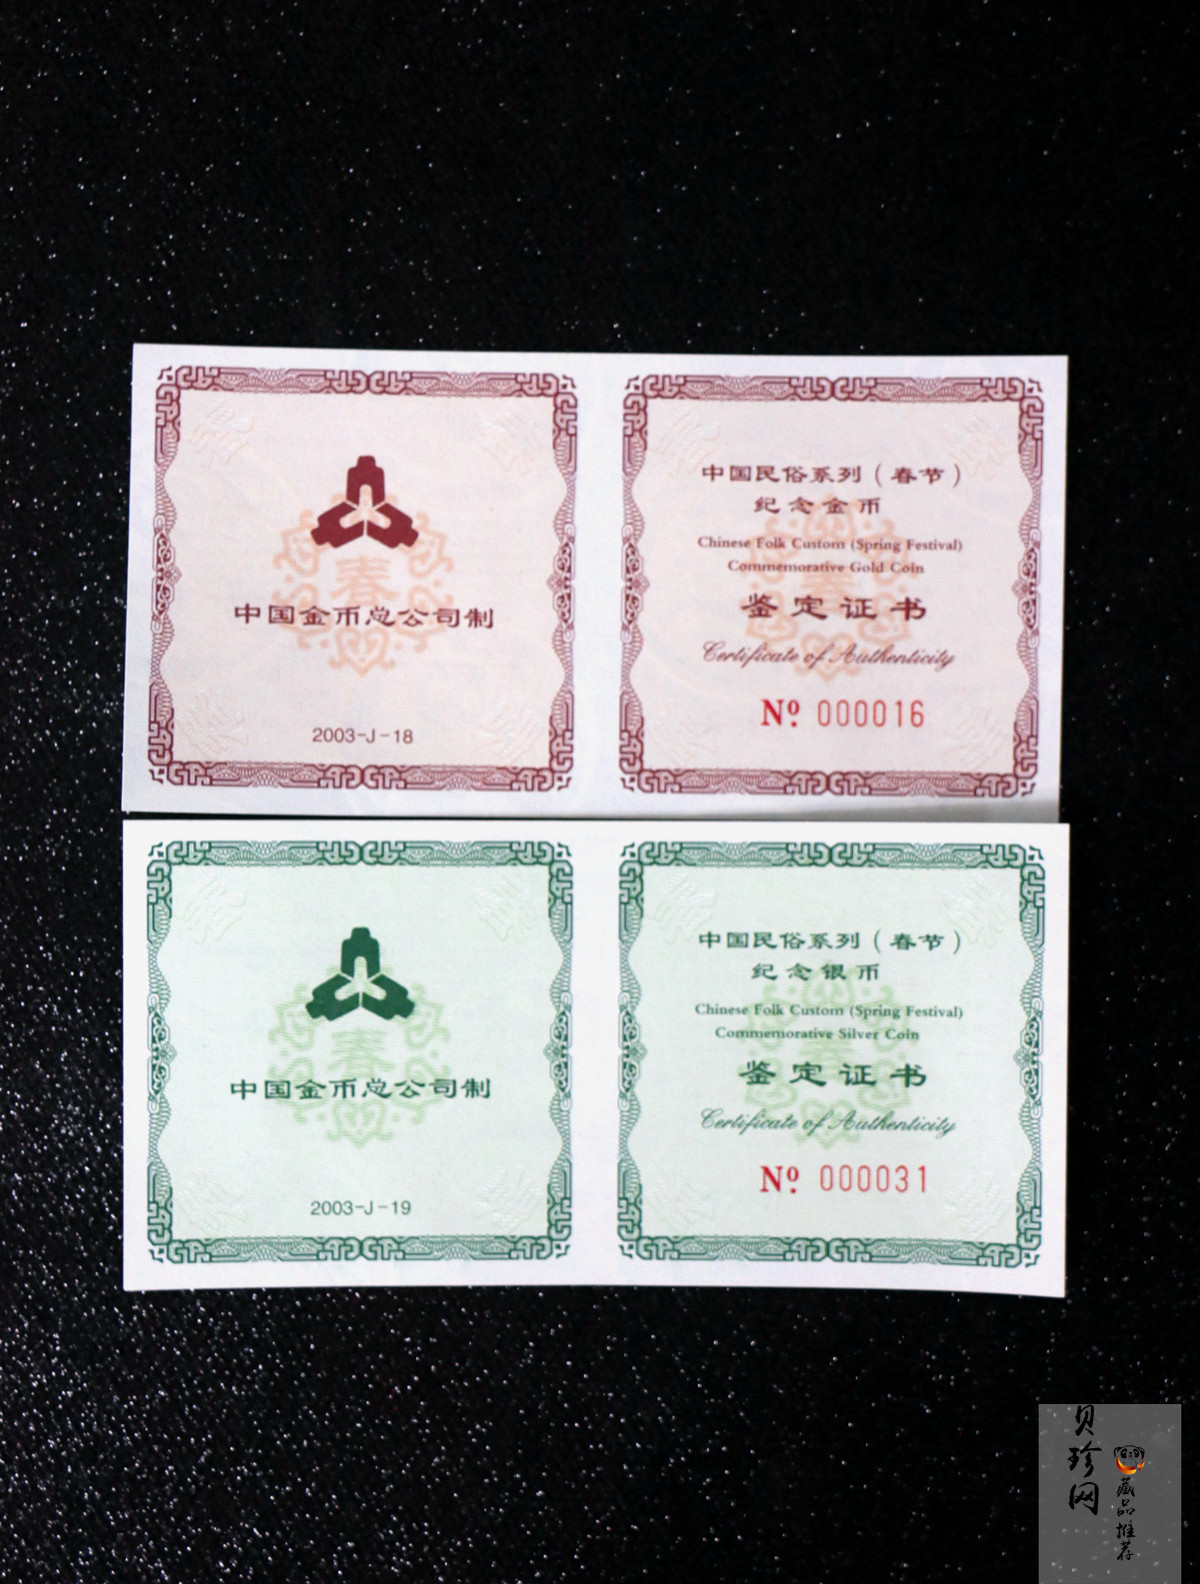 春
中国金币总公司制
2003-J-18
中国民俗系列（春节）
纪念金币
Chinese Folk Custom (Spring Festival)
Commemorative Gold Coin
鉴定证书
Certificate of Authenticity
Nº 000016
春
中国金币总公司制
2003-J-19
中国民俗系列（春节）
纪念银币
Chinese Folk Custom (Spring Festival)
Commemorative Silver Coin
鉴定证书
Certificate of Authenticity
Nº 000031
贝珍网
藏品推荐